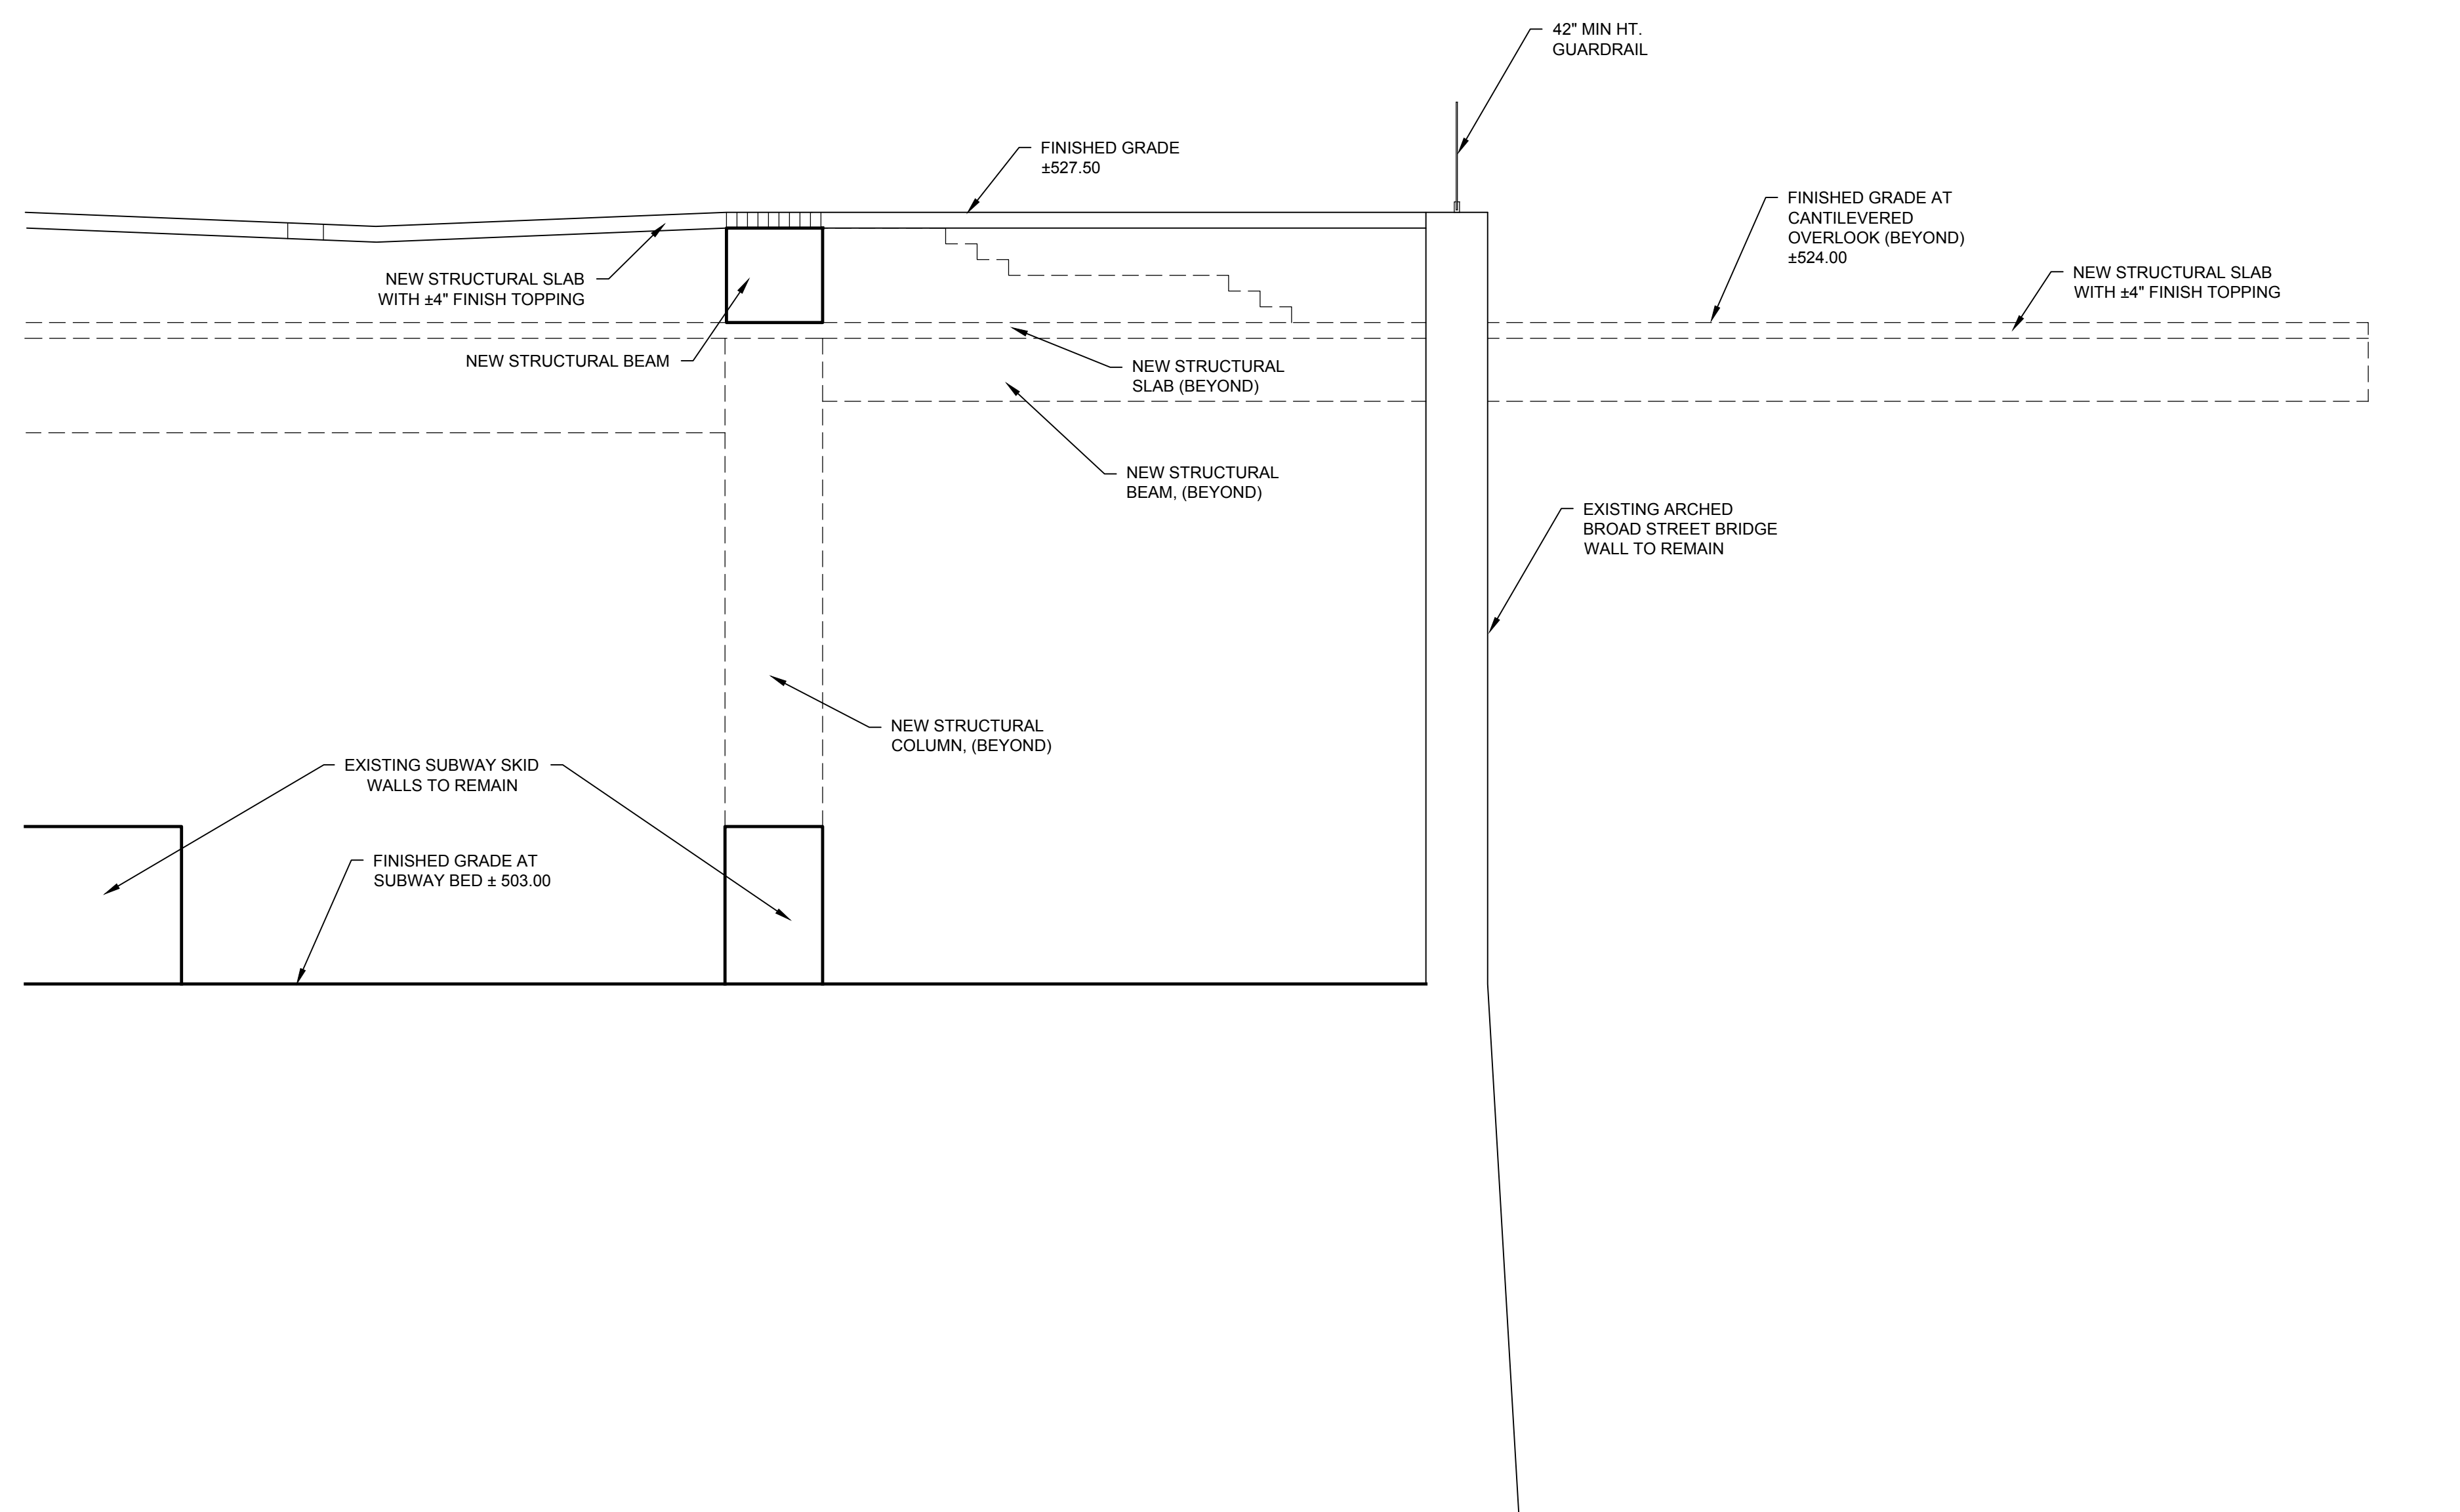 42" MIN HT.
GUARDRAIL
FINISHED GRADE
±527.50
FINISHED GRADE AT
CANTILEVERED
OVERLOOK (BEYOND)
±524.00
NEW STRUCTURAL SLAB
WITH ±4" FINISH TOPPING
NEW STRUCTURAL SLAB
WITH ±4" FINISH TOPPING
NEW STRUCTURAL BEAM
NEW STRUCTURAL
SLAB (BEYOND)
NEW STRUCTURAL
BEAM, (BEYOND)
EXISTING ARCHED
BROAD STREET BRIDGE
WALL TO REMAIN
NEW STRUCTURAL
COLUMN, (BEYOND)
EXISTING SUBWAY SKID
WALLS TO REMAIN
FINISHED GRADE AT
SUBWAY BED ± 503.00